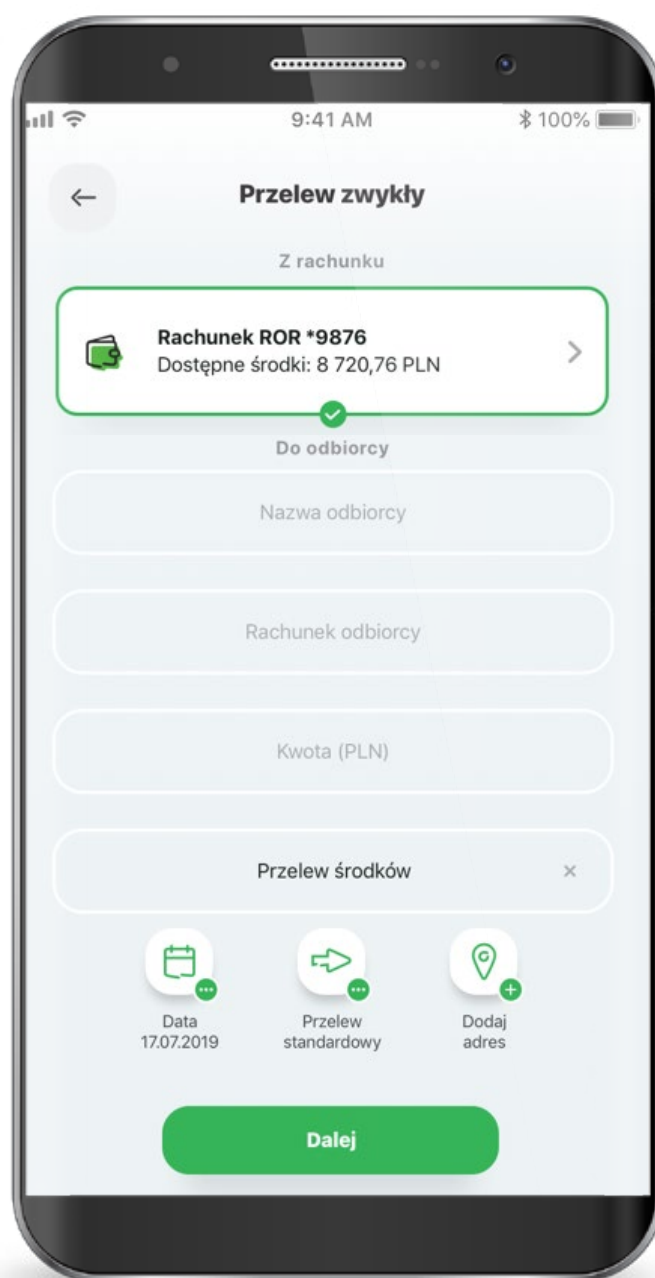 9:41 AM
100%
Przelew zwykły
Z rachunku
Rachunek ROR *9876
Dostępne środki: 8 720,76 PLN
Do odbiorcy
Nazwa odbiorcy
Rachunek odbiorcy
Kwota (PLN)
Przelew środków
Data
17.07.2019
Przelew
standardowy
Dodaj
adres
Dalej